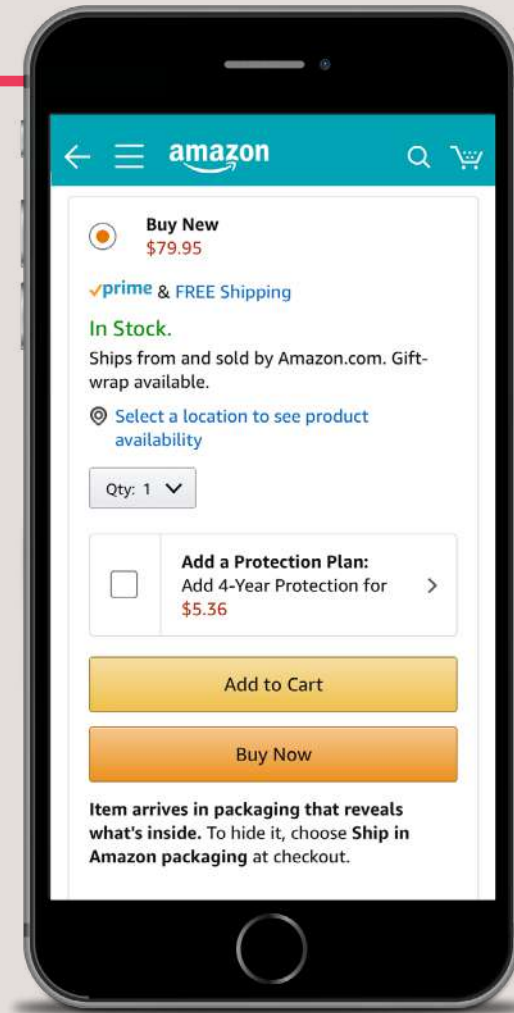 amazon
Buy New
$79.95
prime & FREE Shipping
In Stock.
Ships from and sold by Amazon.com. Gift-
wrap available.
Select a location to see product
availability
Qty: 1
Add a Protection Plan:
Add 4-Year Protection for
$5.36
Add to Cart
Buy Now
Item arrives in packaging that reveals
what's inside. To hide it, choose Ship in
Amazon packaging at checkout.